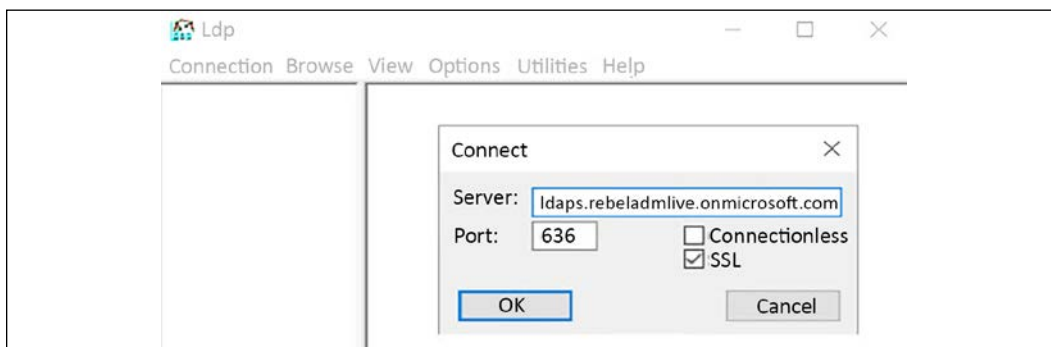 Ldp
Connection Browse View Options Utilities Help
Connect
Server: ldaps.rebeladmlive.onmicrosoft.com
Port: 636 Connectionless
SSL
OK Cancel